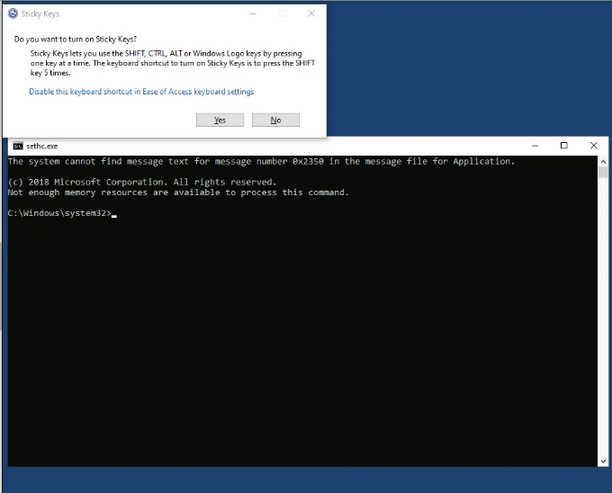 Sticky Keys
Do you want to turn on Sticky Keys?
Sticky Keys lets you use the SHIFT, CTRL, ALT or Windows Logo keys by pressing
one key at a time. The keyboard shortcut to turn on Sticky Keys is to press the SHIFT
key 5 times.
Disable this keyboard shortcut in Ease of Access keyboard settings
Yes No
sethc.exe
The system cannot find message text for message number 0x2350 in the message file for Application.
(c) 2018 Microsoft Corporation. All rights reserved.
Not enough memory resources are available to process this command.
C:\Windows\system32>